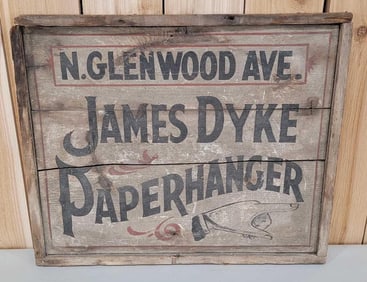 N. GLENWOOD AVE.
JAMES DYKE
PAPERHANGER